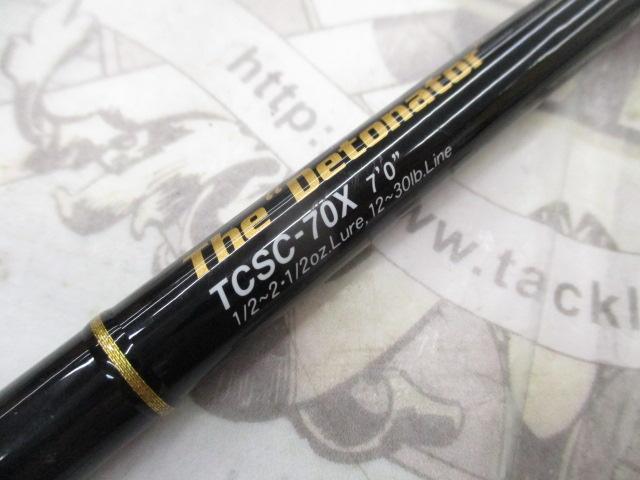 The "Detonator
TCSC-70X 7'0"
1/2~2-1/2oz.Lure,12~30lb.Line
http:
www.tackl